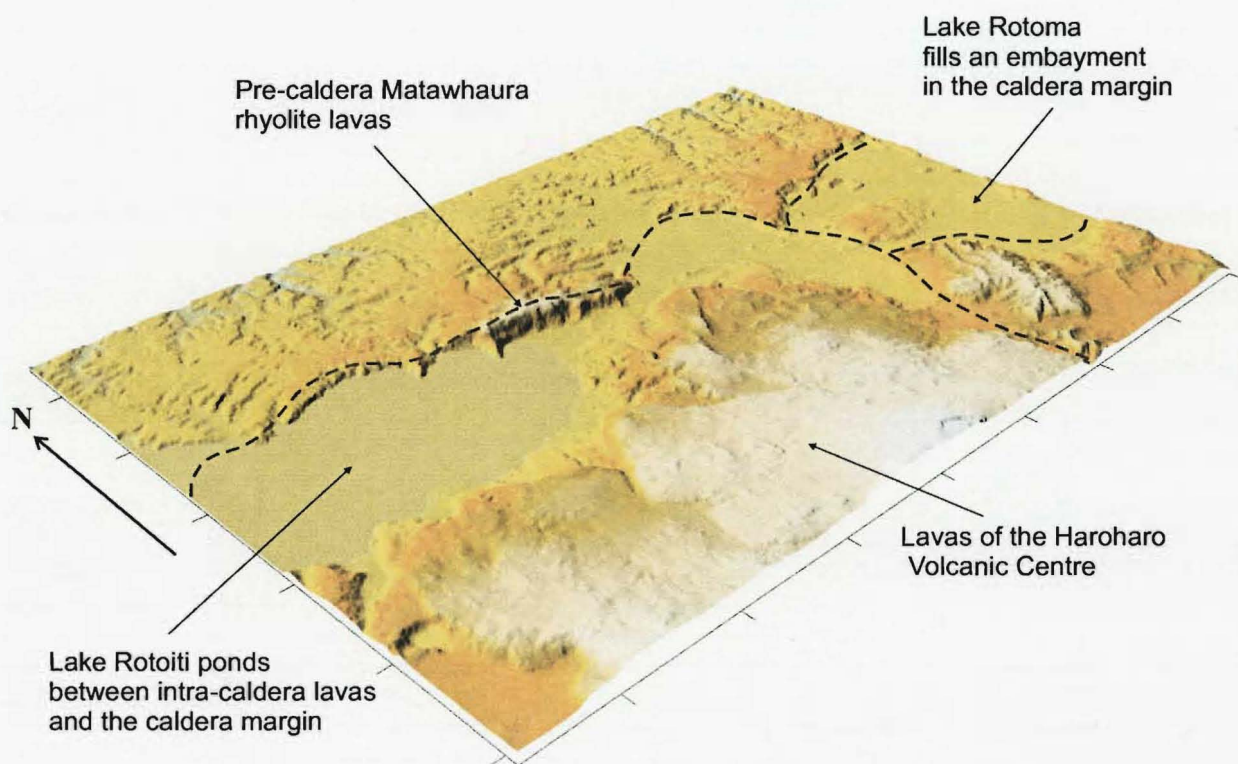 Lake Rotoma
fills an embayment
in the caldera margin
Pre-caldera Matawhaura
rhyolite lavas
N
Lavas of the Haroharo
Volcanic Centre
Lake Rotoiti ponds
between intra-caldera lavas
and the caldera margin